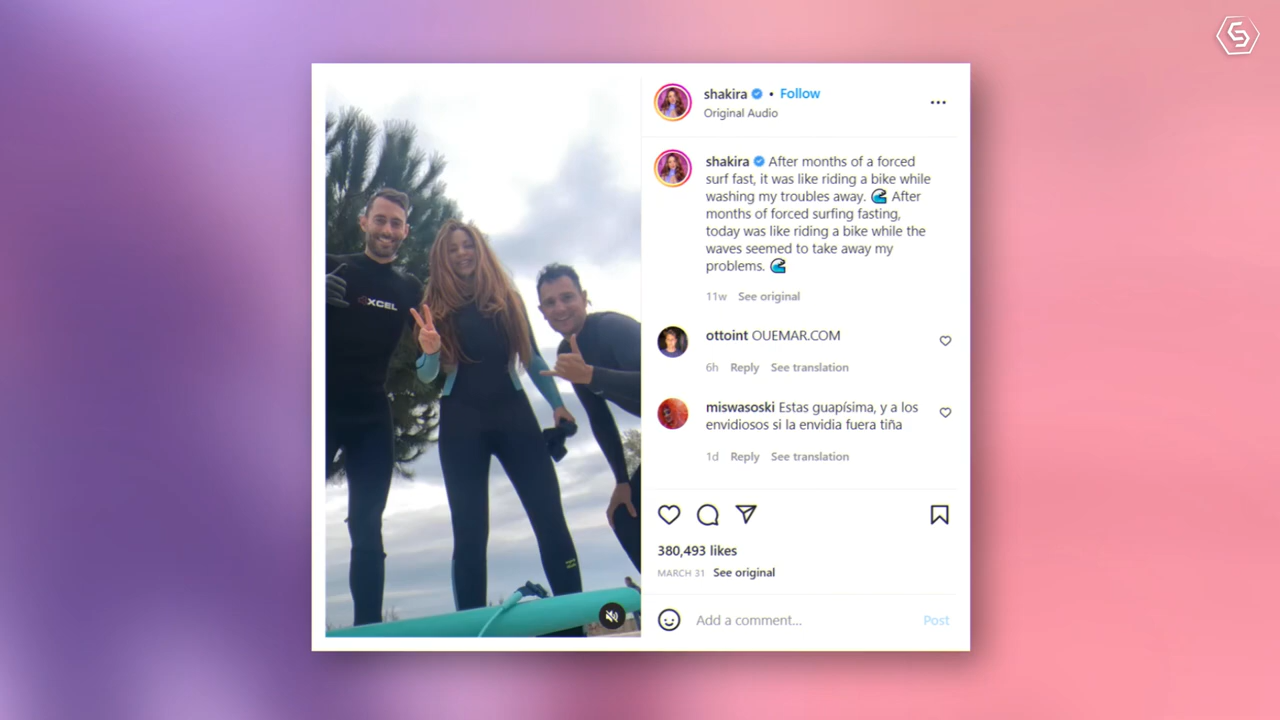 shakira • Follow
Original Audio
XCEL
shakira After months of a forced
surf fast, it was like riding a bike while
washing my troubles away. 🌊 After
months of forced surfing fasting,
today was like riding a bike while the
waves seemed to take away my
problems. 🌊
11w See original
ottoint OUEMAR.COM
6h Reply See translation
miswasoski Estas guapísima, y a los
envidiosos si la envidia fuera tiña
1d Reply See translation
380,493 likes
MARCH 31 See original
Add a comment... Post